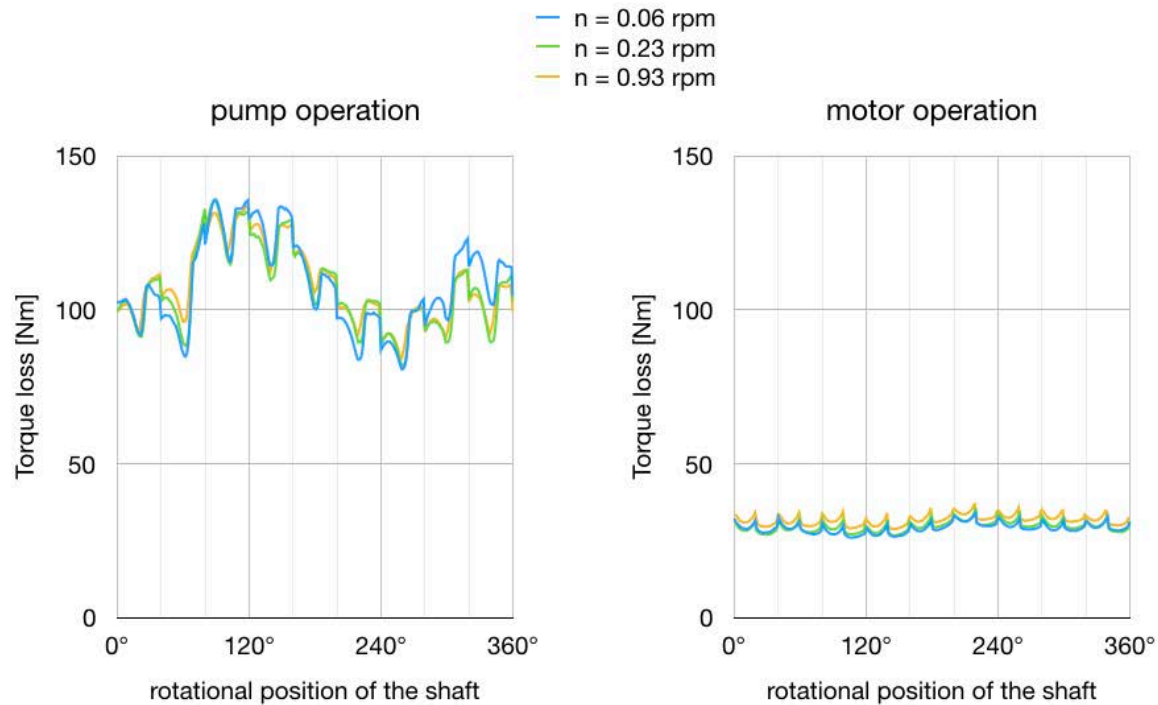 n = 0.06 rpm
n = 0.23 rpm
n = 0.93 rpm
pump operation
motor operation
150
100
50
0
Torque loss [Nm]
0°
120°
240°
360°
rotational position of the shaft
150
100
50
0
Torque loss [Nm]
0°
120°
240°
360°
rotational position of the shaft